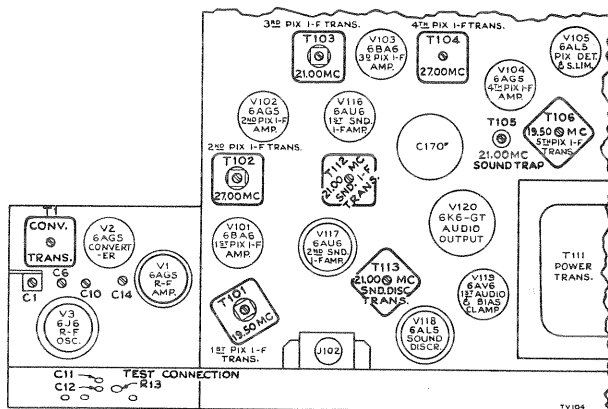 3RD PIX I-F TRANS.
T103
21.00MC
V103
6BA6
3D PIX I-F
AMP.
4TH PIX I-F TRANS.
T104
27.00MC
V105
6AL5
PIX DET.
& S.LIM.
V104
6AG5
4TH PIX I-F
AMP.
V102
6AG5
2ND PIX I-F
AMP.
V116
6AU6
1ST SND.
I-F AMP.
C170
T105
21.00MC
SOUND TRAP
T106
19.50 MC
5TH PIX I-F
TRANS.
2ND PIX I-F TRANS.
T102
27.00MC
T112
21.00 MC
SND. I-F
TRANS.
V120
6K6-GT
AUDIO
OUTPUT
V101
6BA6
1ST PIX I-F
AMP.
V117
6AU6
2ND SND.
I-F AMP.
T113
21.00 MC
SND. DISC.
TRANS.
V119
6AV6
1ST AUDIO
& BIAS
CLAMP.
T111
POWER
TRANS.
CONV.
TRANS.
V2
6AG5
CONVERT-
ER
V1
6AG5
R-F
AMP.
C1
C6
C10
C14
V3
6J6
R-F
OSC.
T101
19.50 MC
1ST PIX I-F
TRANS.
J102
V118
6AL5
SOUND
DISCR.
C11
C12
TEST CONNECTION
R13
TV104